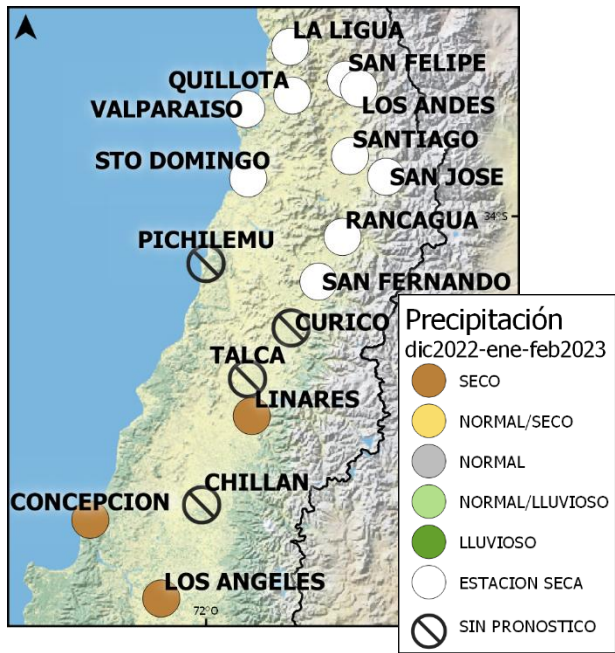 LA LIGUA
SAN FELIPE
QUILLOTA
LOS ANDES
VALPARAISO
SANTIAGO
STO DOMINGO
SAN JOSE
34°S
RANCAGUA
PICHILEMU
SAN FERNANDO
CURICO
TALCA
LINARES
CHILLAN
CONCEPCION
LOS ANGELES
72°O
Precipitación
dic2022-ene-feb2023
SECO
NORMAL/SECO
NORMAL
NORMAL/LLUVIOSO
LLUVIOSO
ESTACION SECA
SIN PRONOSTICO